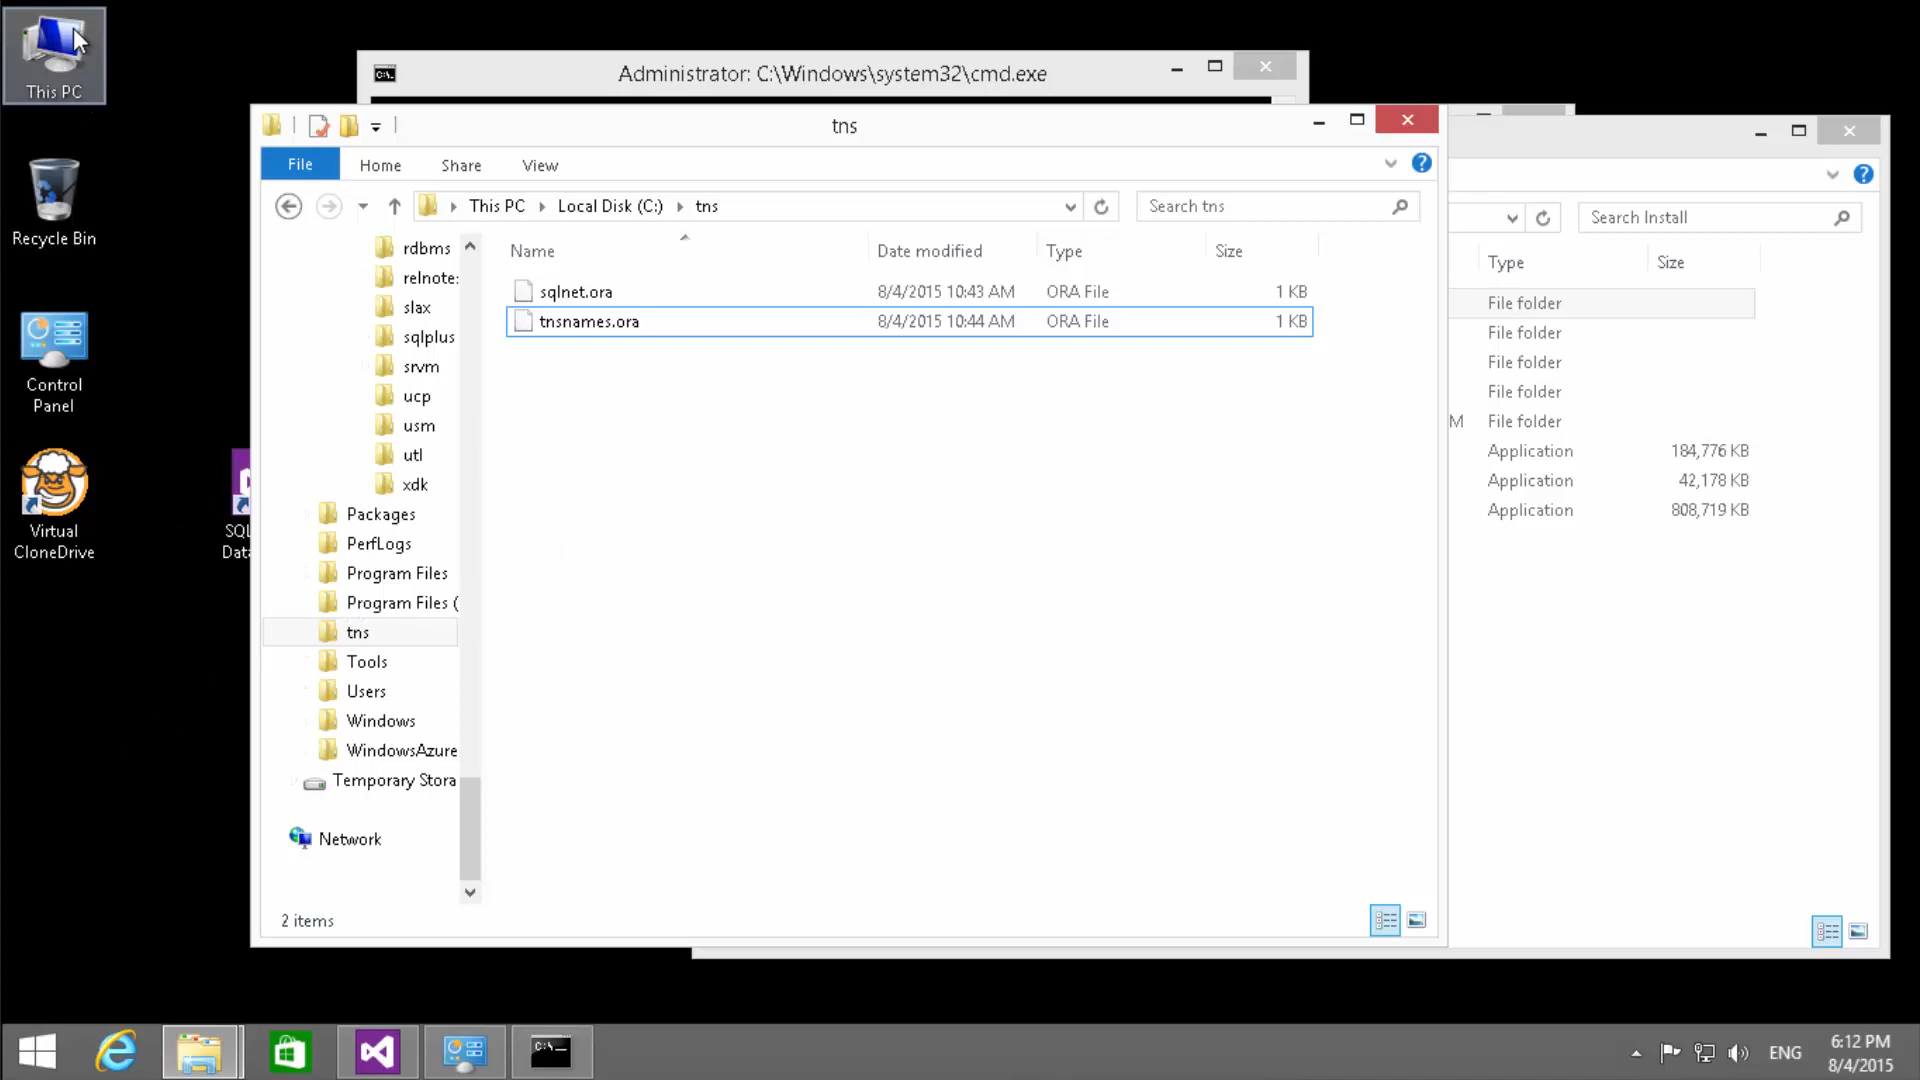 This PC
Recycle Bin
Control
Panel
Virtual
CloneDrive
SQL
Data
Administrator: C:\Windows\system32\cmd.exe
tns
File
Home
Share
View
This PC
Local Disk (C:)
tns
Search tns
Name
Date modified
Type
Size
sqlnet.ora
8/4/2015 10:43 AM
ORA File
1 KB
tnsnames.ora
8/4/2015 10:44 AM
ORA File
1 KB
rdbms
relnote:
slax
sqlplus
srvm
ucp
usm
utl
xdk
Packages
PerfLogs
Program Files
Program Files (
tns
Tools
Users
Windows
WindowsAzure
Temporary Stora
Network
2 items
Search Install
Type
Size
File folder
File folder
File folder
File folder
M
File folder
Application
184,776 KB
Application
42,178 KB
Application
808,719 KB
C:\
C:\
ENG
6:12 PM
8/4/2015